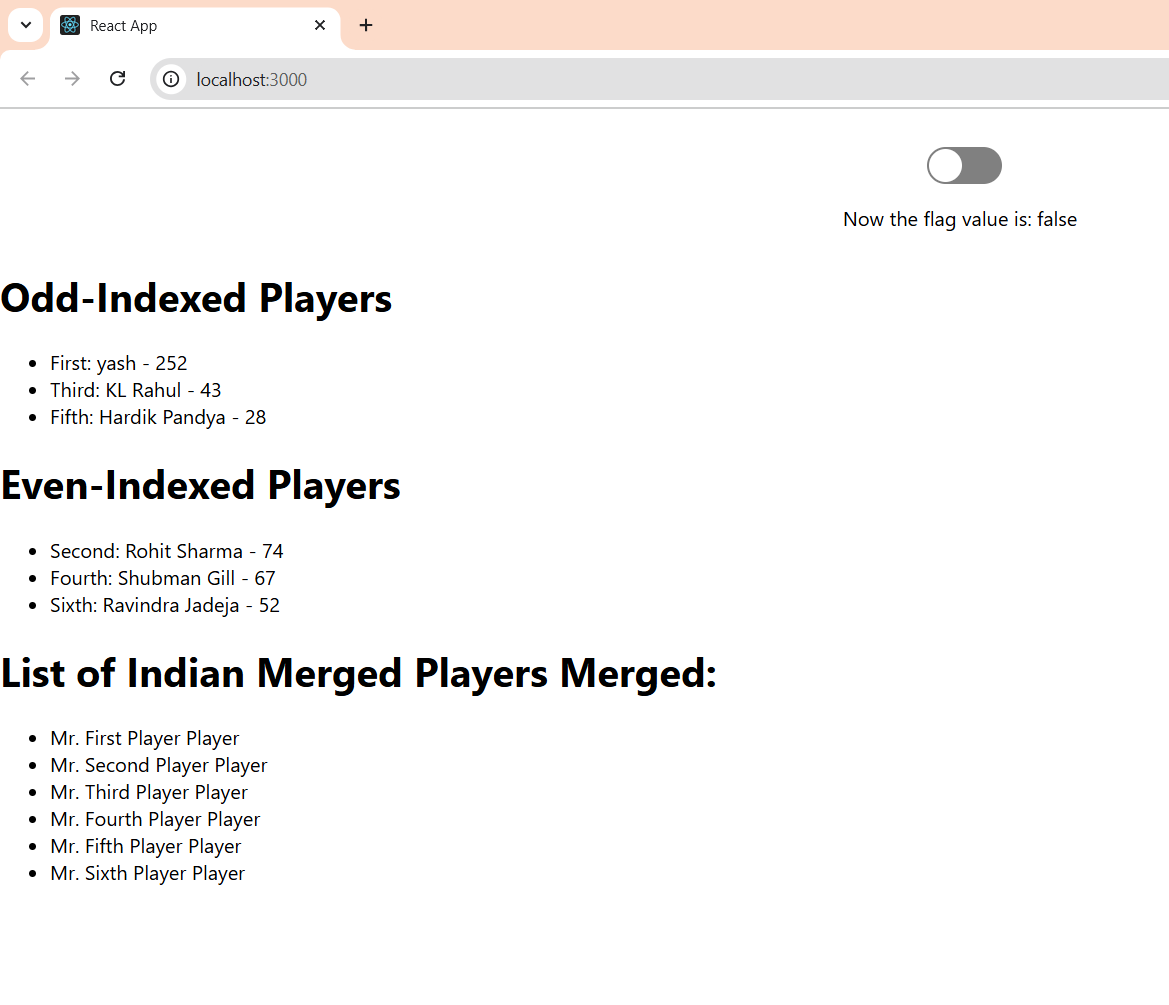 React App
localhost:3000
Now the flag value is: false
Odd-Indexed Players
First: yash - 252
Third: KL Rahul - 43
Fifth: Hardik Pandya - 28
Even-Indexed Players
Second: Rohit Sharma - 74
Fourth: Shubman Gill - 67
Sixth: Ravindra Jadeja - 52
List of Indian Merged Players Merged:
Mr. First Player Player
Mr. Second Player Player
Mr. Third Player Player
Mr. Fourth Player Player
Mr. Fifth Player Player
Mr. Sixth Player Player